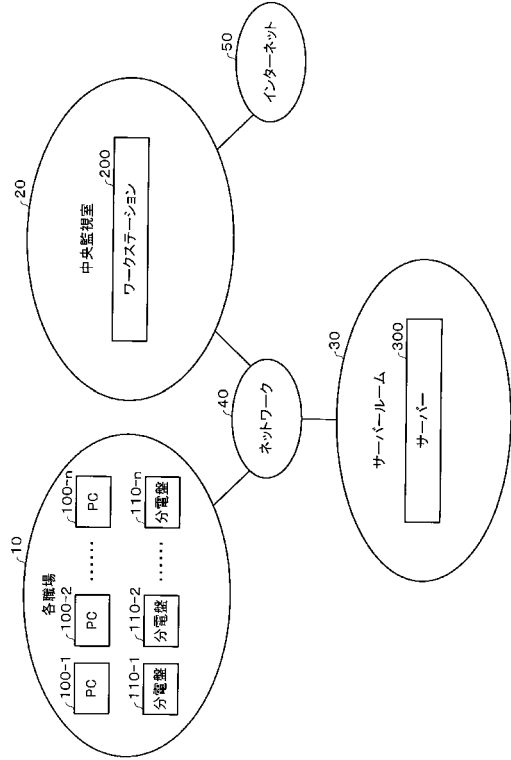 10
各職場
100-1
PC
100-2
PC
......
100-n
PC
110-1
分電盤
110-2
分電盤
......
110-n
分電盤
20
中央監視室
200
ワークステーション
40
ネットワーク
50
インターネット
30
サーバールーム
300
サーバー